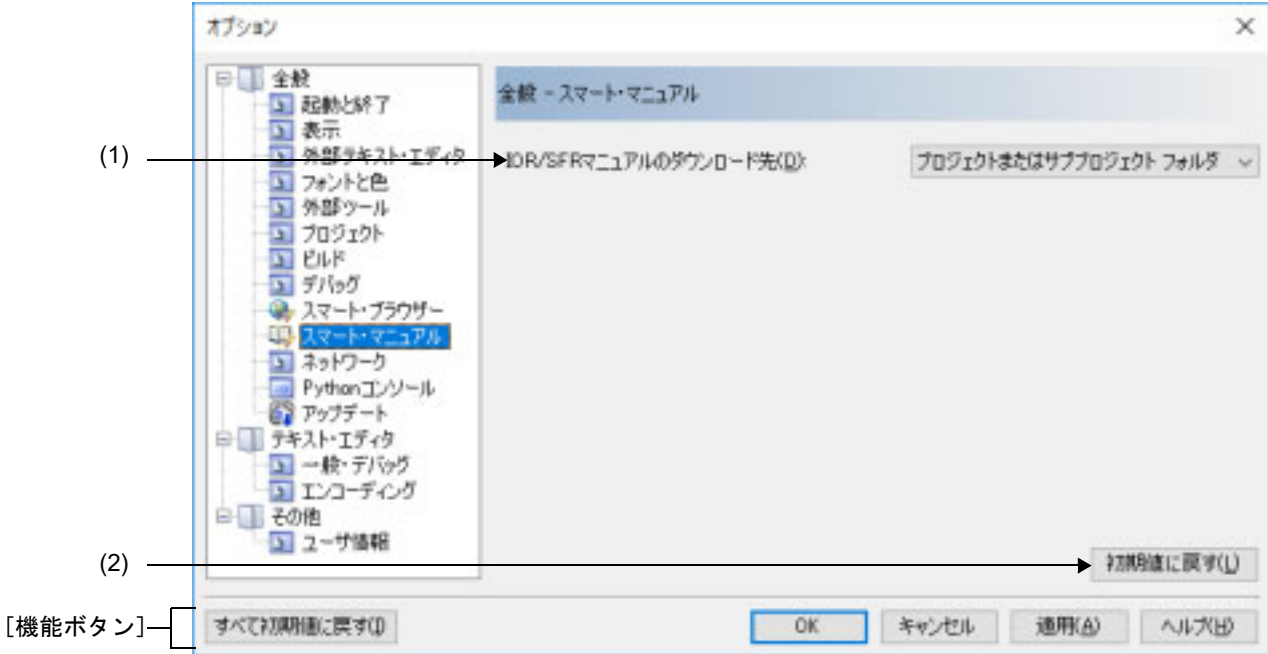 オプション
全般
起動と終了
表示
外部テキスト・エディタ
フォントと色
外部ツール
プロジェクト
ビルド
デバッグ
スマート・ブラウザー
スマート・マニュアル
ネットワーク
Pythonコンソール
アップデート
テキスト・エディタ
一般・デバッグ
エンコーディング
その他
ユーザ情報
全般 - スマート・マニュアル
(1)
IOR/SFRマニュアルのダウンロード先(D):
プロジェクトまたはサブプロジェクト フォルダ
(2)
初期値に戻す(L)
[機能ボタン]
すべて初期値に戻す(I)
OK
キャンセル
適用(A)
ヘルプ(H)